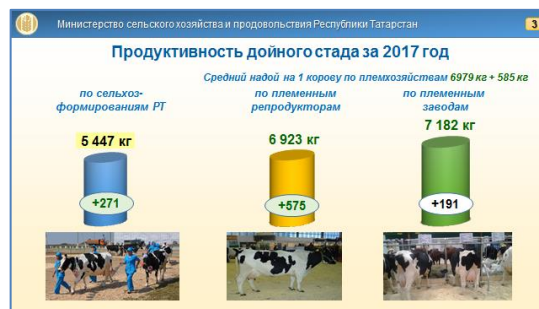 Министерство сельского хозяйства и продовольствия Республики Татарстан
3
Продуктивность дойного стада за 2017 год
Средний надой на 1 корову по племхозяйствам 6979 кг + 585 кг
по сельхоз-
формированиям РТ
по племенным
репродукторам
по племенным
заводам
5 447 кг
6 923 кг
7 182 кг
+271
+575
+191